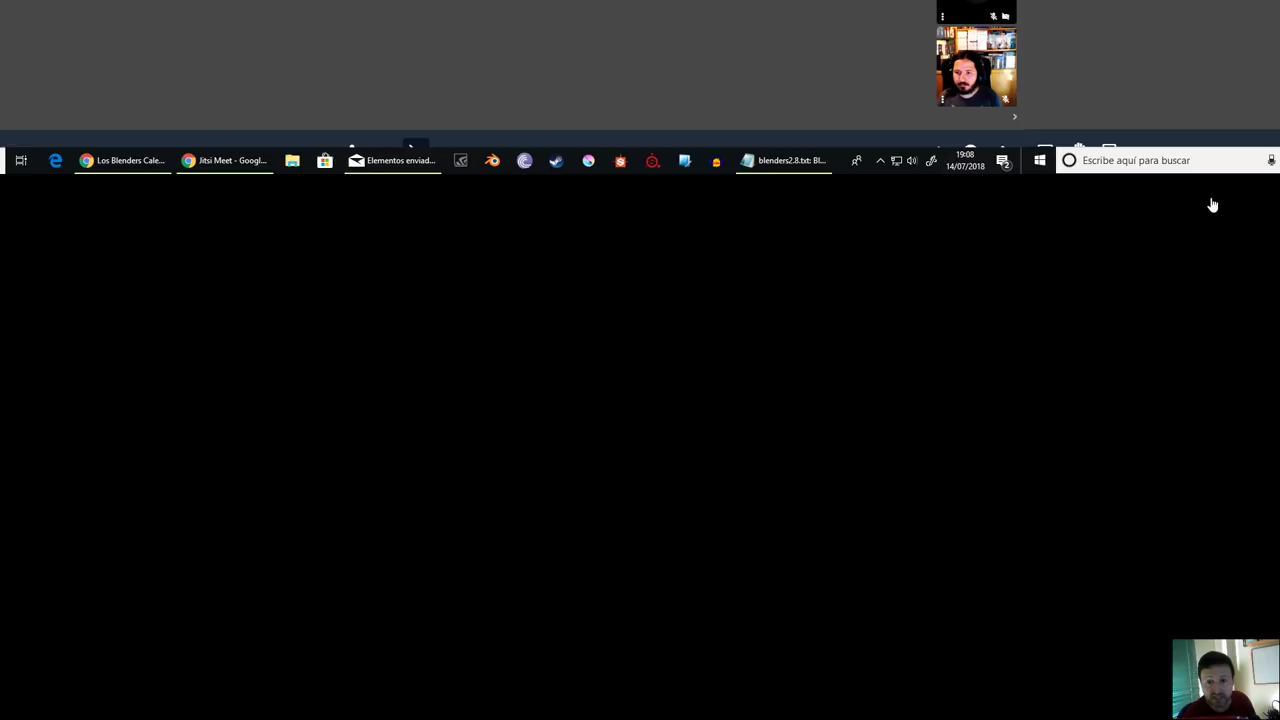 Los Blenders Cale...
Jitsi Meet - Googl...
Elementos enviad...
blenders2.8.txt: Bl...
19:08
14/07/2018
2
Escribe aquí para buscar